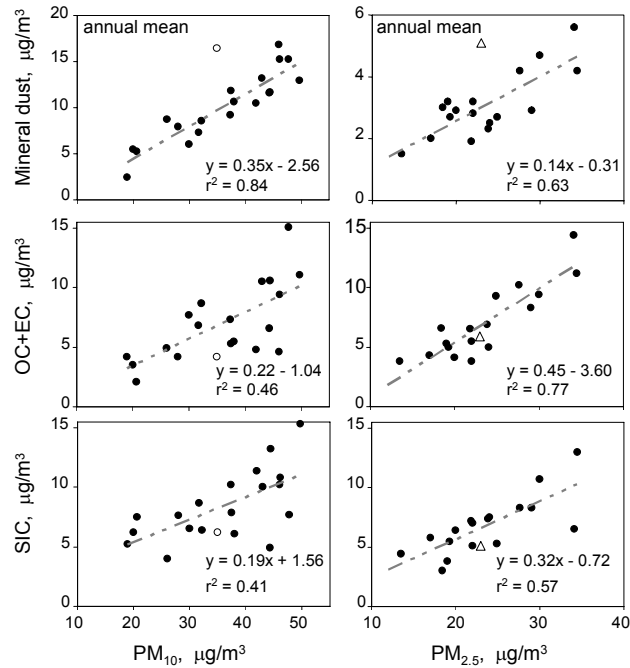 annual mean
annual mean
Mineral dust, μg/m³
20
15
10
5
0
y = 0.35x - 2.56
r² = 0.84
6
4
2
0
y = 0.14x - 0.31
r² = 0.63
OC+EC, μg/m³
15
10
5
0
y = 0.22 - 1.04
r² = 0.46
15
10
5
0
y = 0.45 - 3.60
r² = 0.77
SIC, μg/m³
15
10
5
0
y = 0.19x + 1.56
r² = 0.41
15
10
5
0
y = 0.32x - 0.72
r² = 0.57
10 20 30 40 50
10 20 30 40
PM₁₀, μg/m³
PM₂.₅, μg/m³